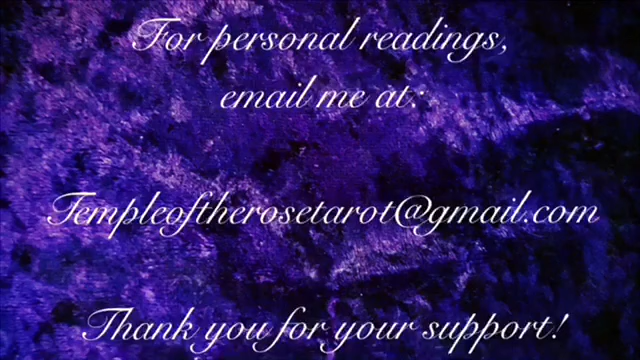 For personal readings,
email me at:
Templeoftherosetarot@gmail.com
Thank you for your support!